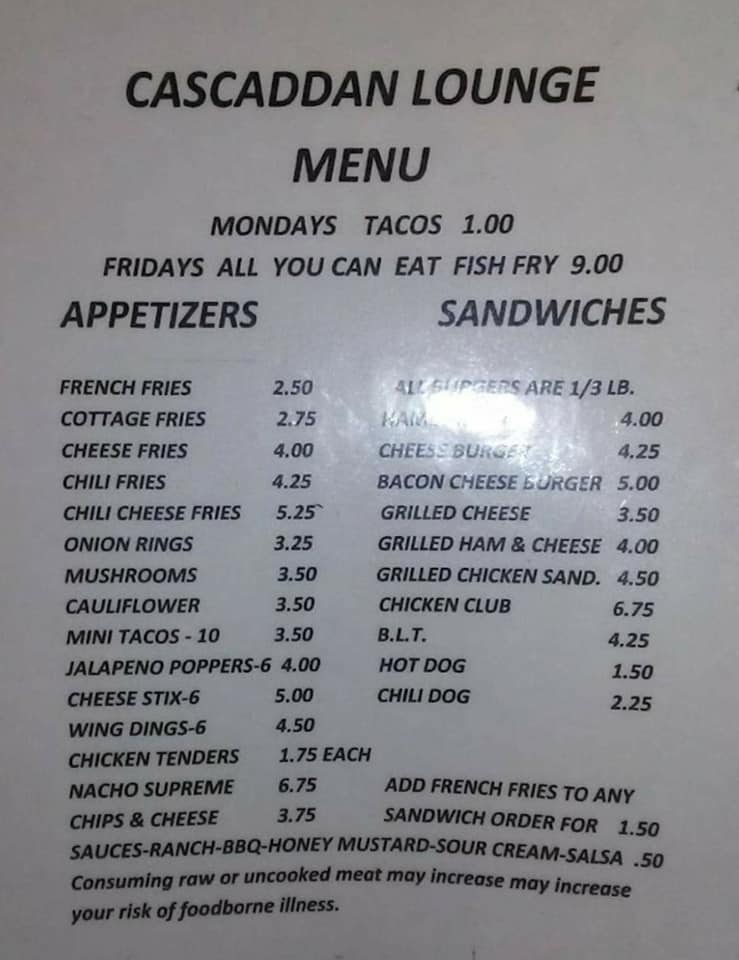 CASCADDAN LOUNGE
MENU
MONDAYS TACOS 1.00
FRIDAYS ALL YOU CAN EAT FISH FRY 9.00
APPETIZERS
FRENCH FRIES 2.50
COTTAGE FRIES 2.75
CHEESE FRIES 4.00
CHILI FRIES 4.25
CHILI CHEESE FRIES 5.25
ONION RINGS 3.25
MUSHROOMS 3.50
CAULIFLOWER 3.50
MINI TACOS - 10 3.50
JALAPENO POPPERS-6 4.00
CHEESE STIX-6 5.00
WING DINGS-6 4.50
CHICKEN TENDERS 1.75 EACH
NACHO SUPREME 6.75
CHIPS & CHEESE 3.75
SANDWICHES
ALL BURGERS ARE 1/3 LB.
4.00
CHEESE BURGER 4.25
BACON CHEESE BURGER 5.00
GRILLED CHEESE 3.50
GRILLED HAM & CHEESE 4.00
GRILLED CHICKEN SAND. 4.50
CHICKEN CLUB 6.75
B.L.T. 4.25
HOT DOG 1.50
CHILI DOG 2.25
ADD FRENCH FRIES TO ANY
SANDWICH ORDER FOR 1.50
SAUCES-RANCH-BBQ-HONEY MUSTARD-SOUR CREAM-SALSA .50
Consuming raw or uncooked meat may increase may increase
your risk of foodborne illness.